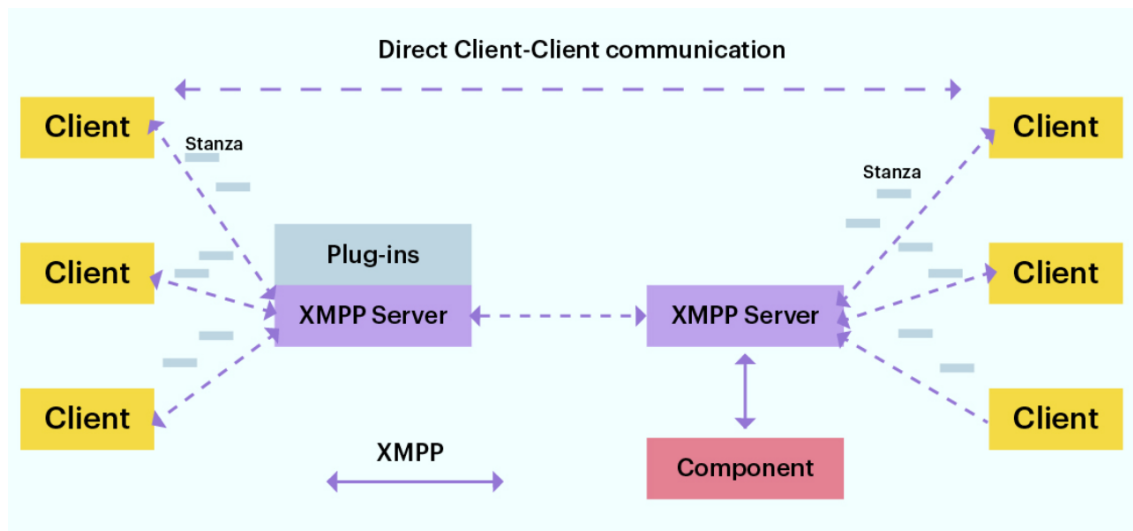 Direct Client-Client communication
Client
Client
Stanza
Stanza
Plug-ins
Client
Client
XMPP Server
XMPP Server
Client
Client
XMPP
Component